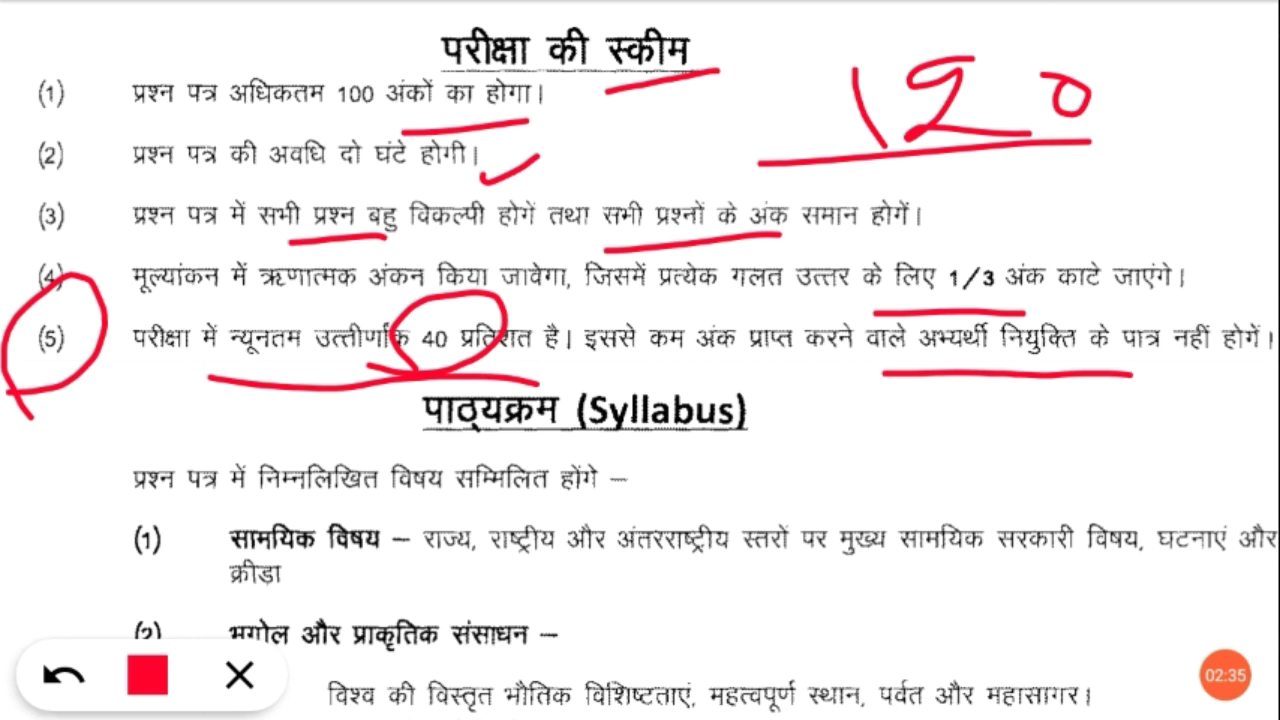 परीक्षा की स्कीम
120
(1) प्रश्न पत्र अधिकतम 100 अंकों का होगा।
(2) प्रश्न पत्र की अवधि दो घंटे होगी।
(3) प्रश्न पत्र में सभी प्रश्न बहु विकल्पी होगें तथा सभी प्रश्नों के अंक समान होगें।
(4) मूल्यांकन में ऋणात्मक अंकन किया जावेगा, जिसमें प्रत्येक गलत उत्तर के लिए 1/3 अंक काटे जाएंगे।
(5) परीक्षा में न्यूनतम उत्तीर्णांक 40 प्रतिशत है। इससे कम अंक प्राप्त करने वाले अभ्यर्थी नियुक्ति के पात्र नहीं होगें।
पाठ्यक्रम (Syllabus)
प्रश्न पत्र में निम्नलिखित विषय सम्मिलित होंगे –
(1) सामयिक विषय – राज्य, राष्ट्रीय और अंतरराष्ट्रीय स्तरों पर मुख्य सामयिक सरकारी विषय, घटनाएं और
क्रीड़ा
(2) भूगोल और प्राकृतिक संसाधन –
विश्व की विस्तृत भौतिक विशिष्टताएं, महत्वपूर्ण स्थान, पर्वत और महासागर।
02:35